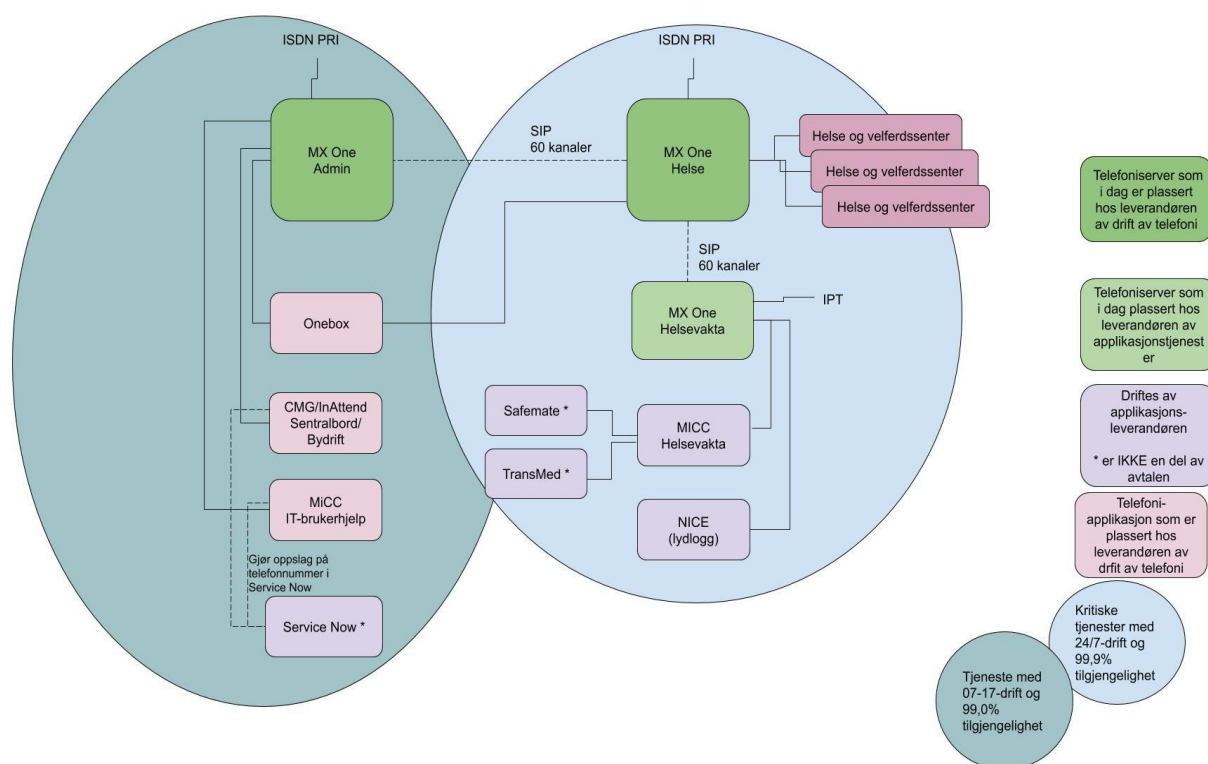 ISDN PRI
ISDN PRI
MX One
Admin
SIP
60 kanaler
MX One
Helse
Helse og velferdssenter
Helse og velferdssenter
Helse og velferdssenter
SIP
60 kanaler
Onebox
MX One
Helsevakta
IPT
CMG/InAttend
Sentralbord/
Bydrift
Safemate *
MICC
Helsevakta
TransMed *
MiCC
IT-brukerhjelp
NICE
(lydlogg)
Gjør oppslag på
telefonnummer i
Service Now
Service Now *
Telefoniserver som
i dag er plassert
hos leverandøren
av drift av telefoni
Telefoniserver som
i dag plassert hos
leverandøren av
applikasjonstjenest
er
Driftes av
applikasjons-
leverandøren
* er IKKE en del av
avtalen
Telefoni-
applikasjon som er
plassert hos
leverandøren av
drfit av telefoni
Kritiske
tjenester med
24/7-drift og
99,9%
tilgjengelighet
Tjeneste med
07-17-drift og
99,0%
tilgjengelighet